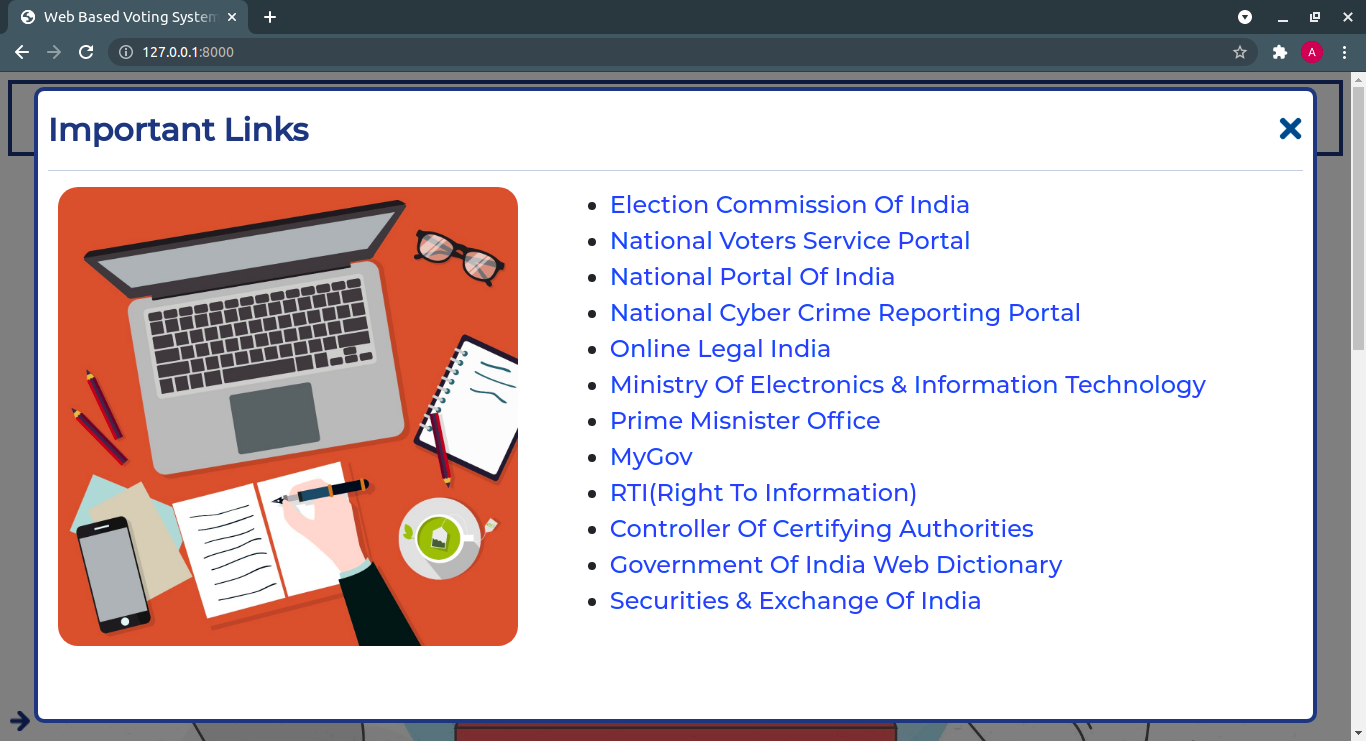 Web Based Voting System
127.0.0.1:8000
A
Important Links
Election Commission Of India
National Voters Service Portal
National Portal Of India
National Cyber Crime Reporting Portal
Online Legal India
Ministry Of Electronics & Information Technology
Prime Misnister Office
MyGov
RTI(Right To Information)
Controller Of Certifying Authorities
Government Of India Web Dictionary
Securities & Exchange Of India